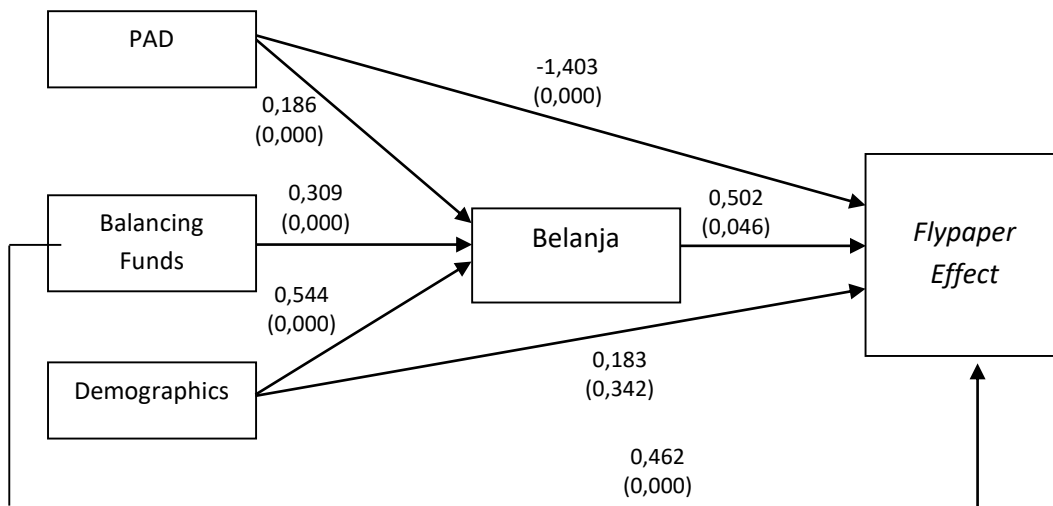 PAD
-1,403
(0,000)
0,186
(0,000)
0,309
(0,000)
Balancing
Funds
Belanja
0,502
(0,046)
Flypaper
Effect
0,544
(0,000)
Demographics
0,183
(0,342)
0,462
(0,000)